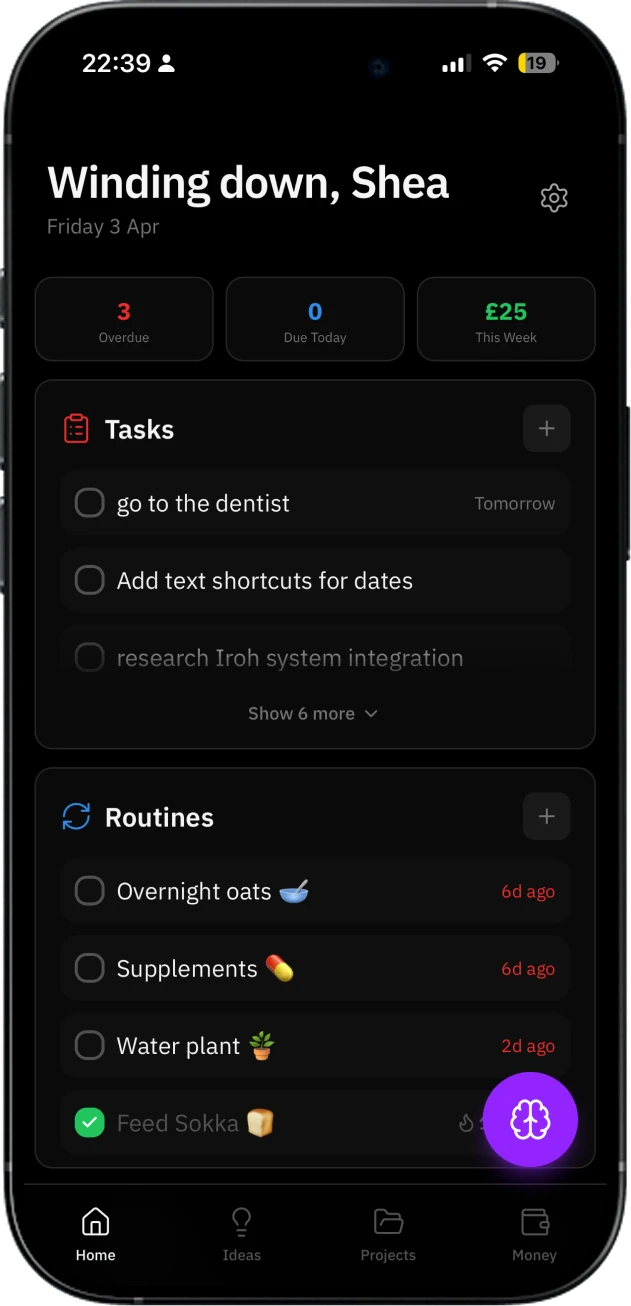 22:39
19
Winding down, Shea
Friday 3 Apr
3
Overdue
0
Due Today
£25
This Week
Tasks
go to the dentist
Tomorrow
Add text shortcuts for dates
research Iroh system integration
Show 6 more
Routines
Overnight oats 🥣
6d ago
Supplements 💊
6d ago
Water plant 🪴
2d ago
Feed Sokka 🍞
Home
Ideas
Projects
Money